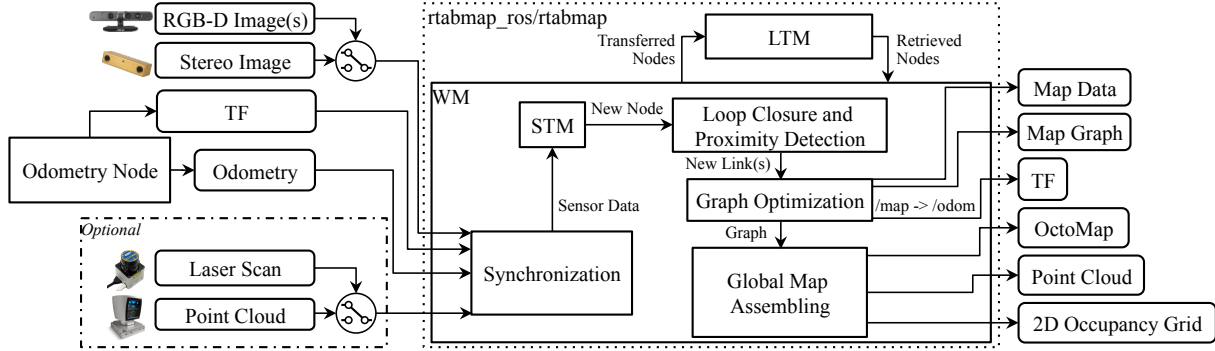 RGB-D Image(s)
Stereo Image
TF
Odometry Node
Odometry
Optional
Laser Scan
Point Cloud
rtabmap_ros/rtabmap
Transferred
Nodes
LTM
Retrieved
Nodes
WM
STM
New Node
Loop Closure and
Proximity Detection
New Link(s)
Sensor Data
Graph Optimization
/map -> /odom
Graph
Synchronization
Global Map
Assembling
Map Data
Map Graph
TF
OctoMap
Point Cloud
2D Occupancy Grid